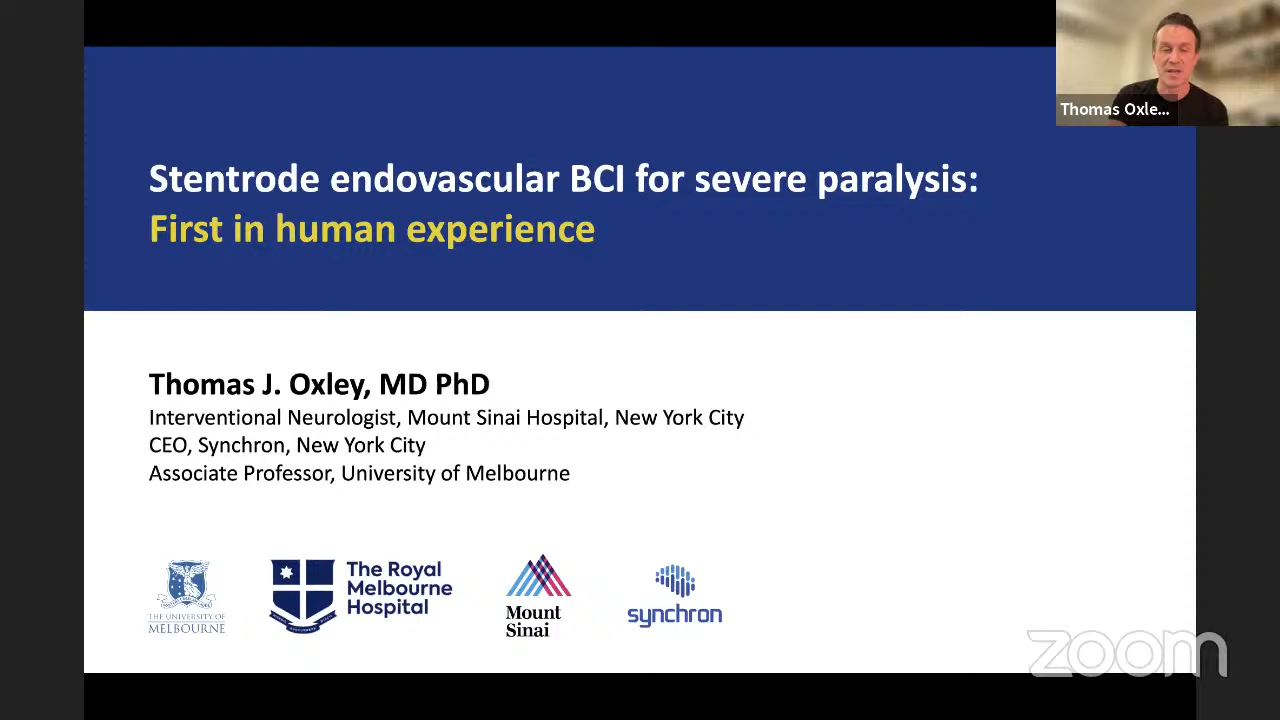 Thomas Oxle...
Stentrode endovascular BCI for severe paralysis:
First in human experience
Thomas J. Oxley, MD PhD
Interventional Neurologist, Mount Sinai Hospital, New York City
CEO, Synchron, New York City
Associate Professor, University of Melbourne
THE UNIVERSITY OF
MELBOURNE
The Royal
Melbourne
Hospital
Mount
Sinai
synchron
zoom